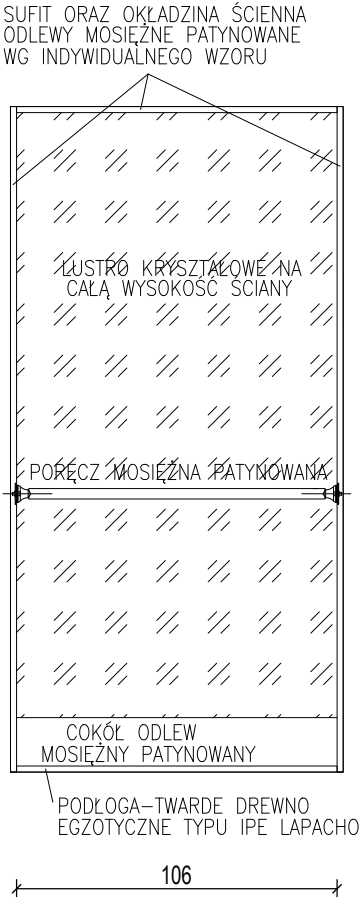 SUFIT ORAZ OKŁADZINA ŚCIENNA
ODLEWY MOSIĘŻNE PATYNOWANE
WG INDYWIDUALNEGO WZORU
LUSTRO KRYSZTAŁOWE NA
CAŁĄ WYSOKOŚĆ ŚCIANY
PORĘCZ MOSIĘŻNA PATYNOWANA
COKÓŁ ODLEW
MOSIĘŻNY PATYNOWANY
PODŁOGA-TWARDE DREWNO
EGZOTYCZNE TYPU IPE LAPACHO
106